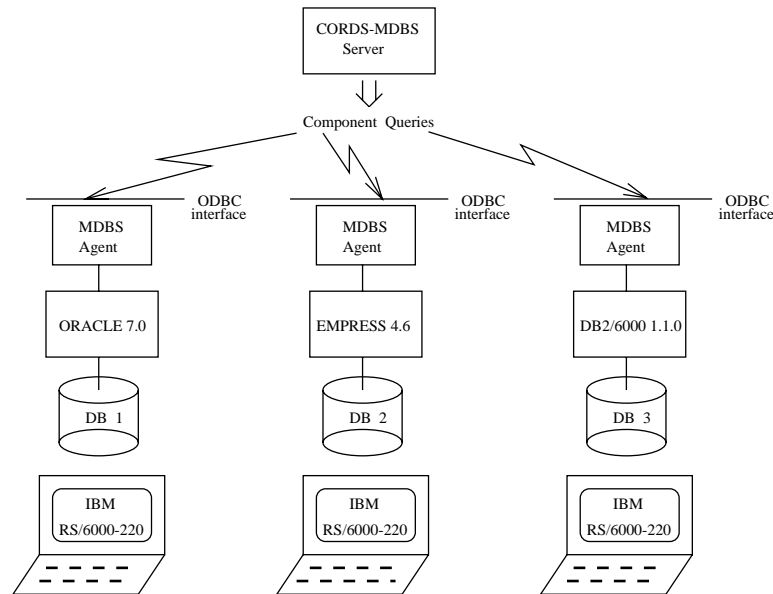 CORDS-MDBS
Server
Component Queries
ODBC
interface
ODBC
interface
ODBC
interface
MDBS
Agent
MDBS
Agent
MDBS
Agent
ORACLE 7.0
EMPRESS 4.6
DB2/6000 1.1.0
DB 1
DB 2
DB 3
IBM
RS/6000-220
IBM
RS/6000-220
IBM
RS/6000-220